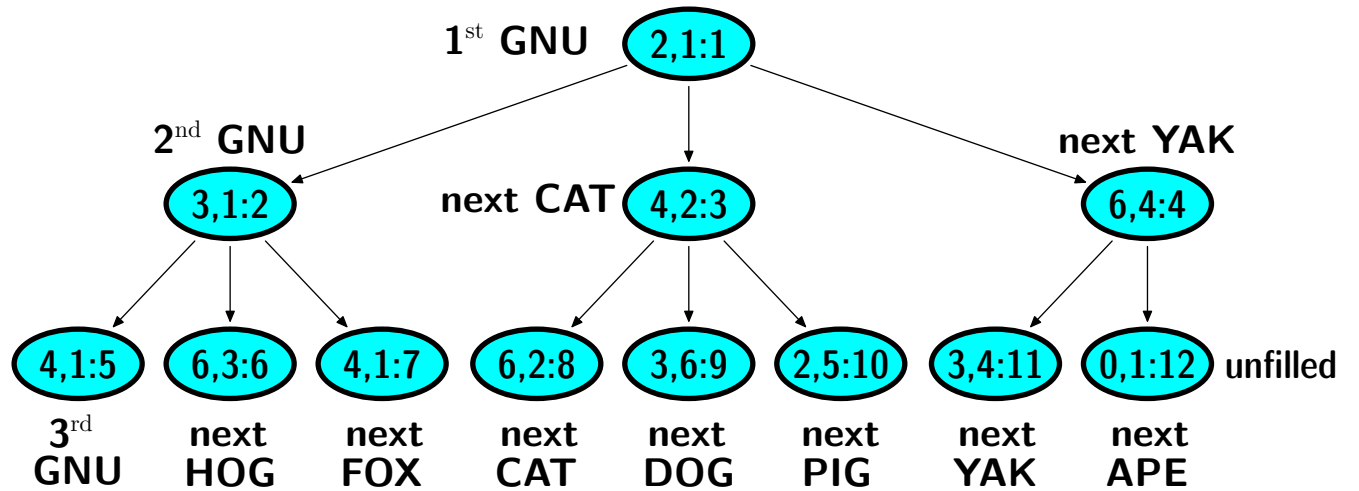 1st GNU
2,1:1
2nd GNU
next YAK
3,1:2
next CAT
4,2:3
6,4:4
4,1:5
6,3:6
4,1:7
6,2:8
3,6:9
2,5:10
3,4:11
0,1:12
unfilled
3rd
GNU
next
HOG
next
FOX
next
CAT
next
DOG
next
PIG
next
YAK
next
APE